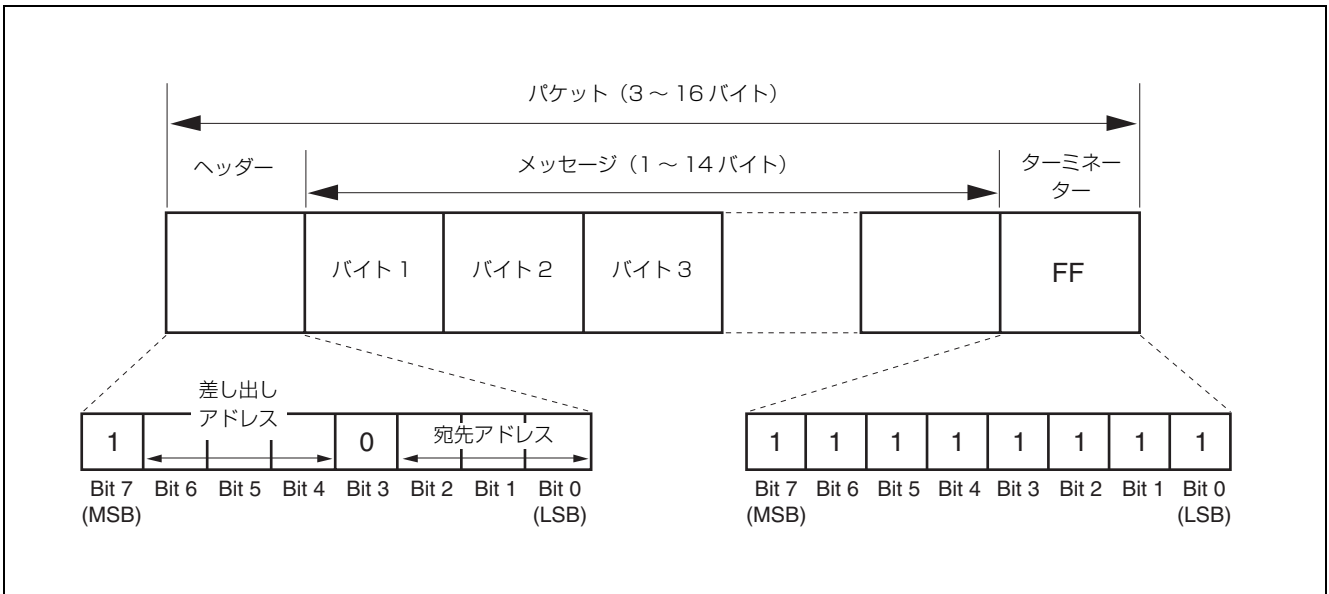 パケット（3 ～ 16 バイト）
ヘッダー
メッセージ（1 ～ 14 バイト）
ターミネー
ター
バイト 1
バイト 2
バイト 3
FF
差し出し
アドレス
1
0
宛先アドレス
Bit 7 Bit 6 Bit 5 Bit 4 Bit 3 Bit 2 Bit 1 Bit 0
(MSB)
(LSB)
1 1 1 1 1 1 1 1
Bit 7 Bit 6 Bit 5 Bit 4 Bit 3 Bit 2 Bit 1 Bit 0
(MSB)
(LSB)